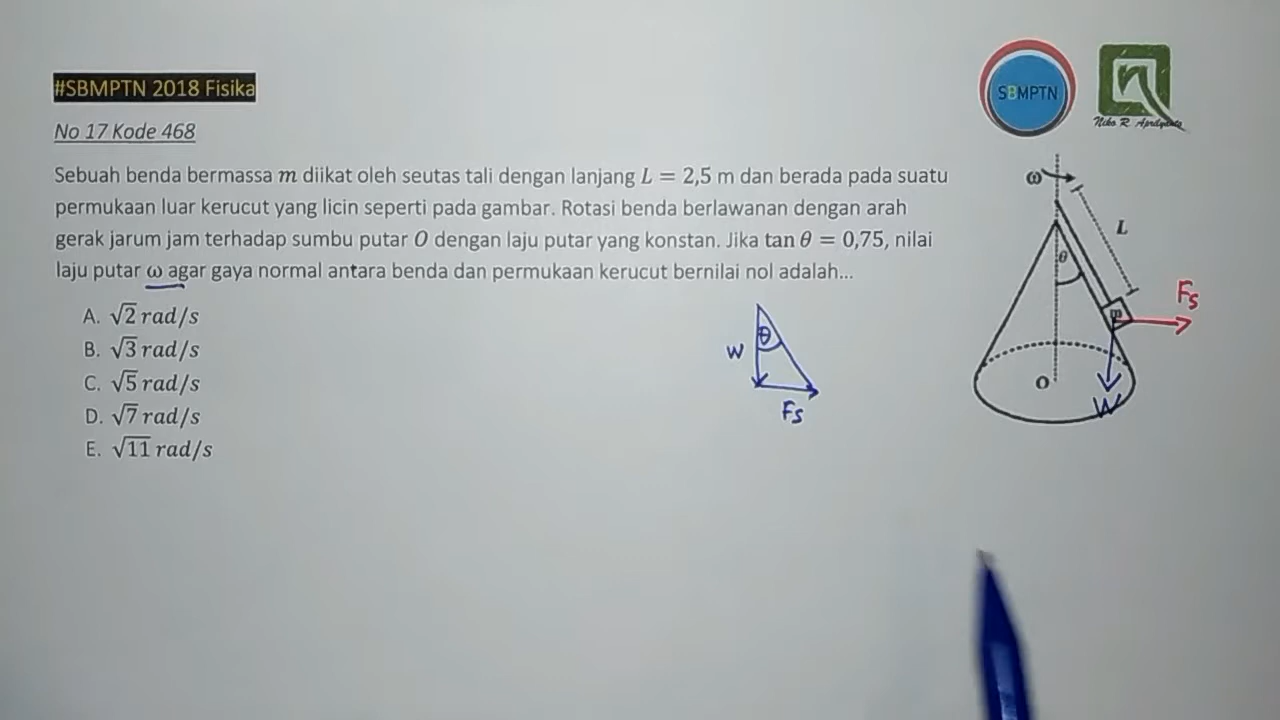 #SBMPTN 2018 Fisika
No 17 Kode 468
Sebuah benda bermassa m diikat oleh seutas tali dengan lanjang L = 2,5 m dan berada pada suatu
permukaan luar kerucut yang licin seperti pada gambar. Rotasi benda berlawanan dengan arah
gerak jarum jam terhadap sumbu putar O dengan laju putar yang konstan. Jika tan θ = 0,75, nilai
laju putar ω agar gaya normal antara benda dan permukaan kerucut bernilai nol adalah...
A. √2 rad/s
B. √3 rad/s
C. √5 rad/s
D. √7 rad/s
E. √11 rad/s
W
θ
Fs
SBMPTN
Niko R. Apriyanto
ω
L
θ
m
Fs
O
W